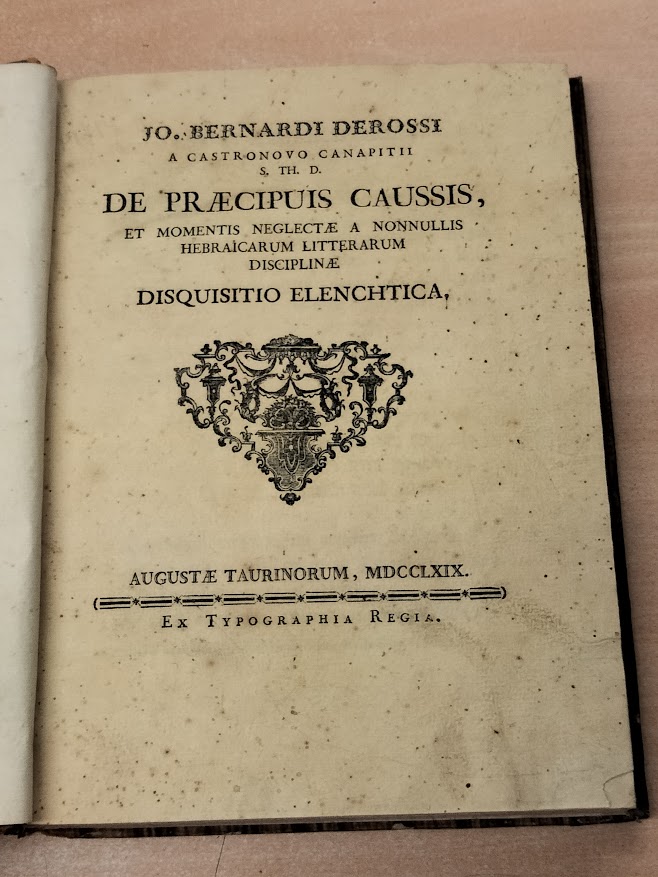 JO. BERNARDI DEROSSI
A CASTRONOVO CANAPITII
S. TH. D.
DE PRÆCIPUIS CAUSSIS,
ET MOMENTIS NEGLECTÆ A NONNULLIS
HEBRAICARUM LITTERARUM
DISCIPLINÆ
DISQUISITIO ELENCHTICA,
AUGUSTÆ TAURINORUM, MDCCLXIX.
EX TYPOGRAPHIA REGIA.